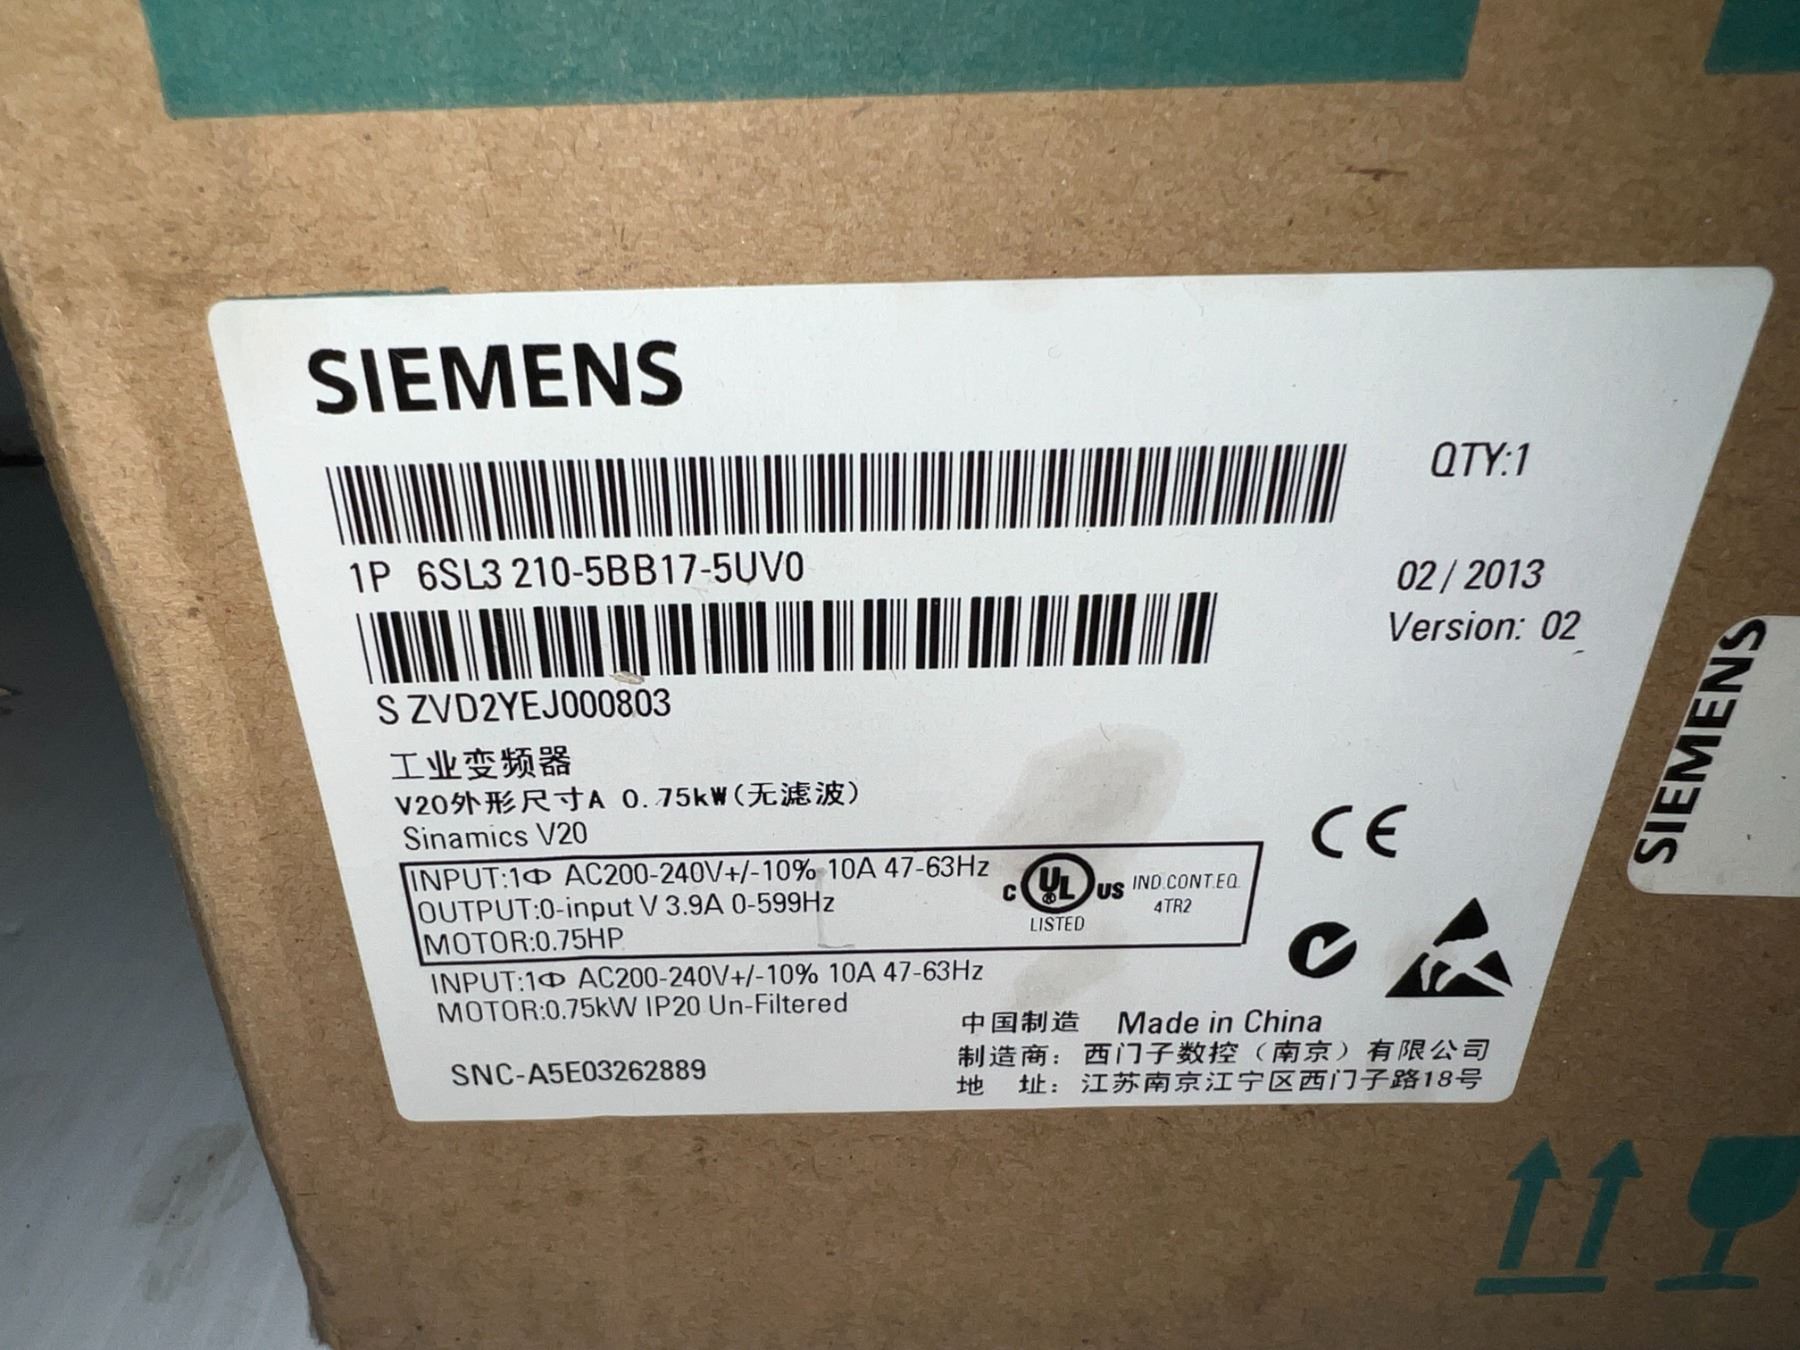 SIEMENS
QTY:1
1P 6SL3 210-5BB17-5UV0
02/2013
Version: 02
S ZVD2YEJ000803
工业变频器
V20外形尺寸A 0.75kW(无滤波)
Sinamics V20
INPUT:1Φ AC200-240V+/-10% 10A 47-63Hz
OUTPUT:0-input V 3.9A 0-599Hz
MOTOR:0.75HP
C UL ® US
LISTED
IND.CONT.EQ.
4TR2
CE
INPUT:1Φ AC200-240V+/-10% 10A 47-63Hz
MOTOR:0.75kW IP20 Un-Filtered
SNC-A5E03262889
中国制造 Made in China
制造商：西门子数控（南京）有限公司
地 址：江苏南京江宁区西门子路18号
SIEMENS